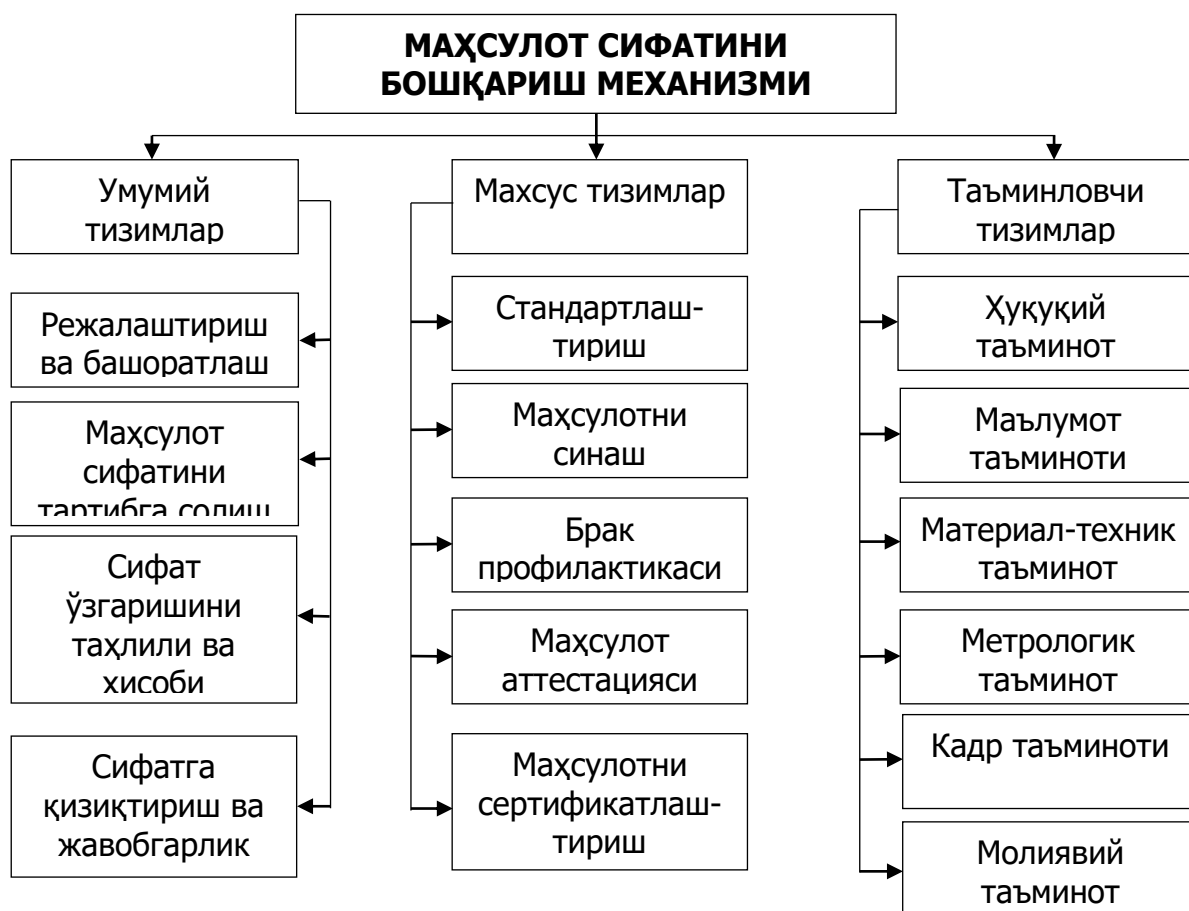 МАҲСУЛОТ СИФАТИНИ
БОШҚАРИШ МЕХАНИЗМИ
Умумий
тизимлар
Режалаштириш
ва башоратлаш
Маҳсулот
сифатини
тартибга солиш
Сифат
ўзгаришини
таҳлили ва
ҳисоби
Сифатга
қизиқтириш ва
жавобгарлик
Махсус тизимлар
Стандартлаш-
тириш
Маҳсулотни
синаш
Брак
профилактикаси
Маҳсулот
аттестацияси
Маҳсулотни
сертификатлаш-
тириш
Таъминловчи
тизимлар
Ҳуқуқий
таъминот
Маълумот
таъминоти
Материал-техник
таъминот
Метрологик
таъминот
Кадр таъминоти
Молиявий
таъминот